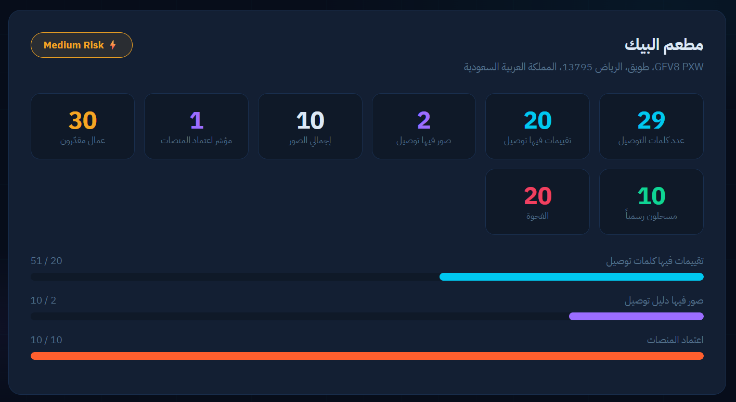 مطعم البيك
Medium Risk ⚡
GFV8 PXW، طويق، الرياض 13795، المملكة العربية السعودية
29
عدد كلمات التوصيل
20
تقييمات فيها توصيل
2
صور فيها توصيل
10
إجمالي الصور
1
مؤشر اعتماد المنصات
30
عمال مقدّرون
10
مسجلون رسمياً
20
الفجوة
تقييمات فيها كلمات توصيل
51 / 20
صور فيها دليل توصيل
10 / 2
اعتماد المنصات
10 / 10